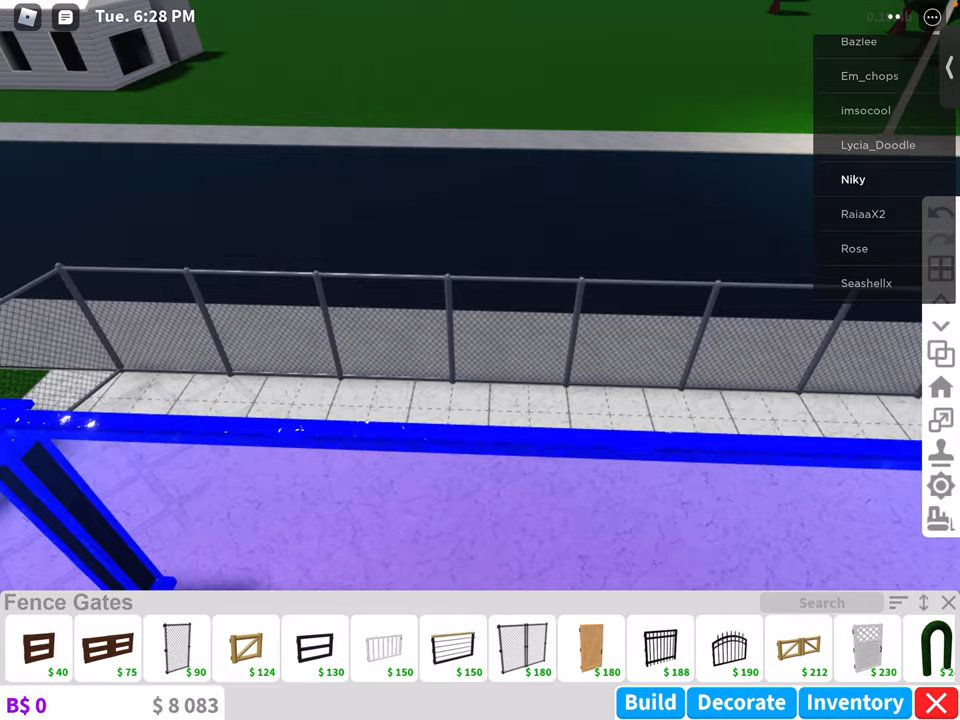 Tue. 6:28 PM
Bazlee
Em_chops
imsocool
Lycia_Doodle
Niky
RaiaaX2
Rose
Seashellx
Fence Gates
Search
$ 40
$ 75
$ 90
$ 124
$ 130
$ 150
$ 150
$ 180
$ 180
$ 188
$ 190
$ 212
$ 230
B$ 0
$ 8 083
Build
Decorate
Inventory